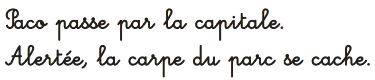 Paco passe par la capitale.
Alertée, la carpe du parc se cache.